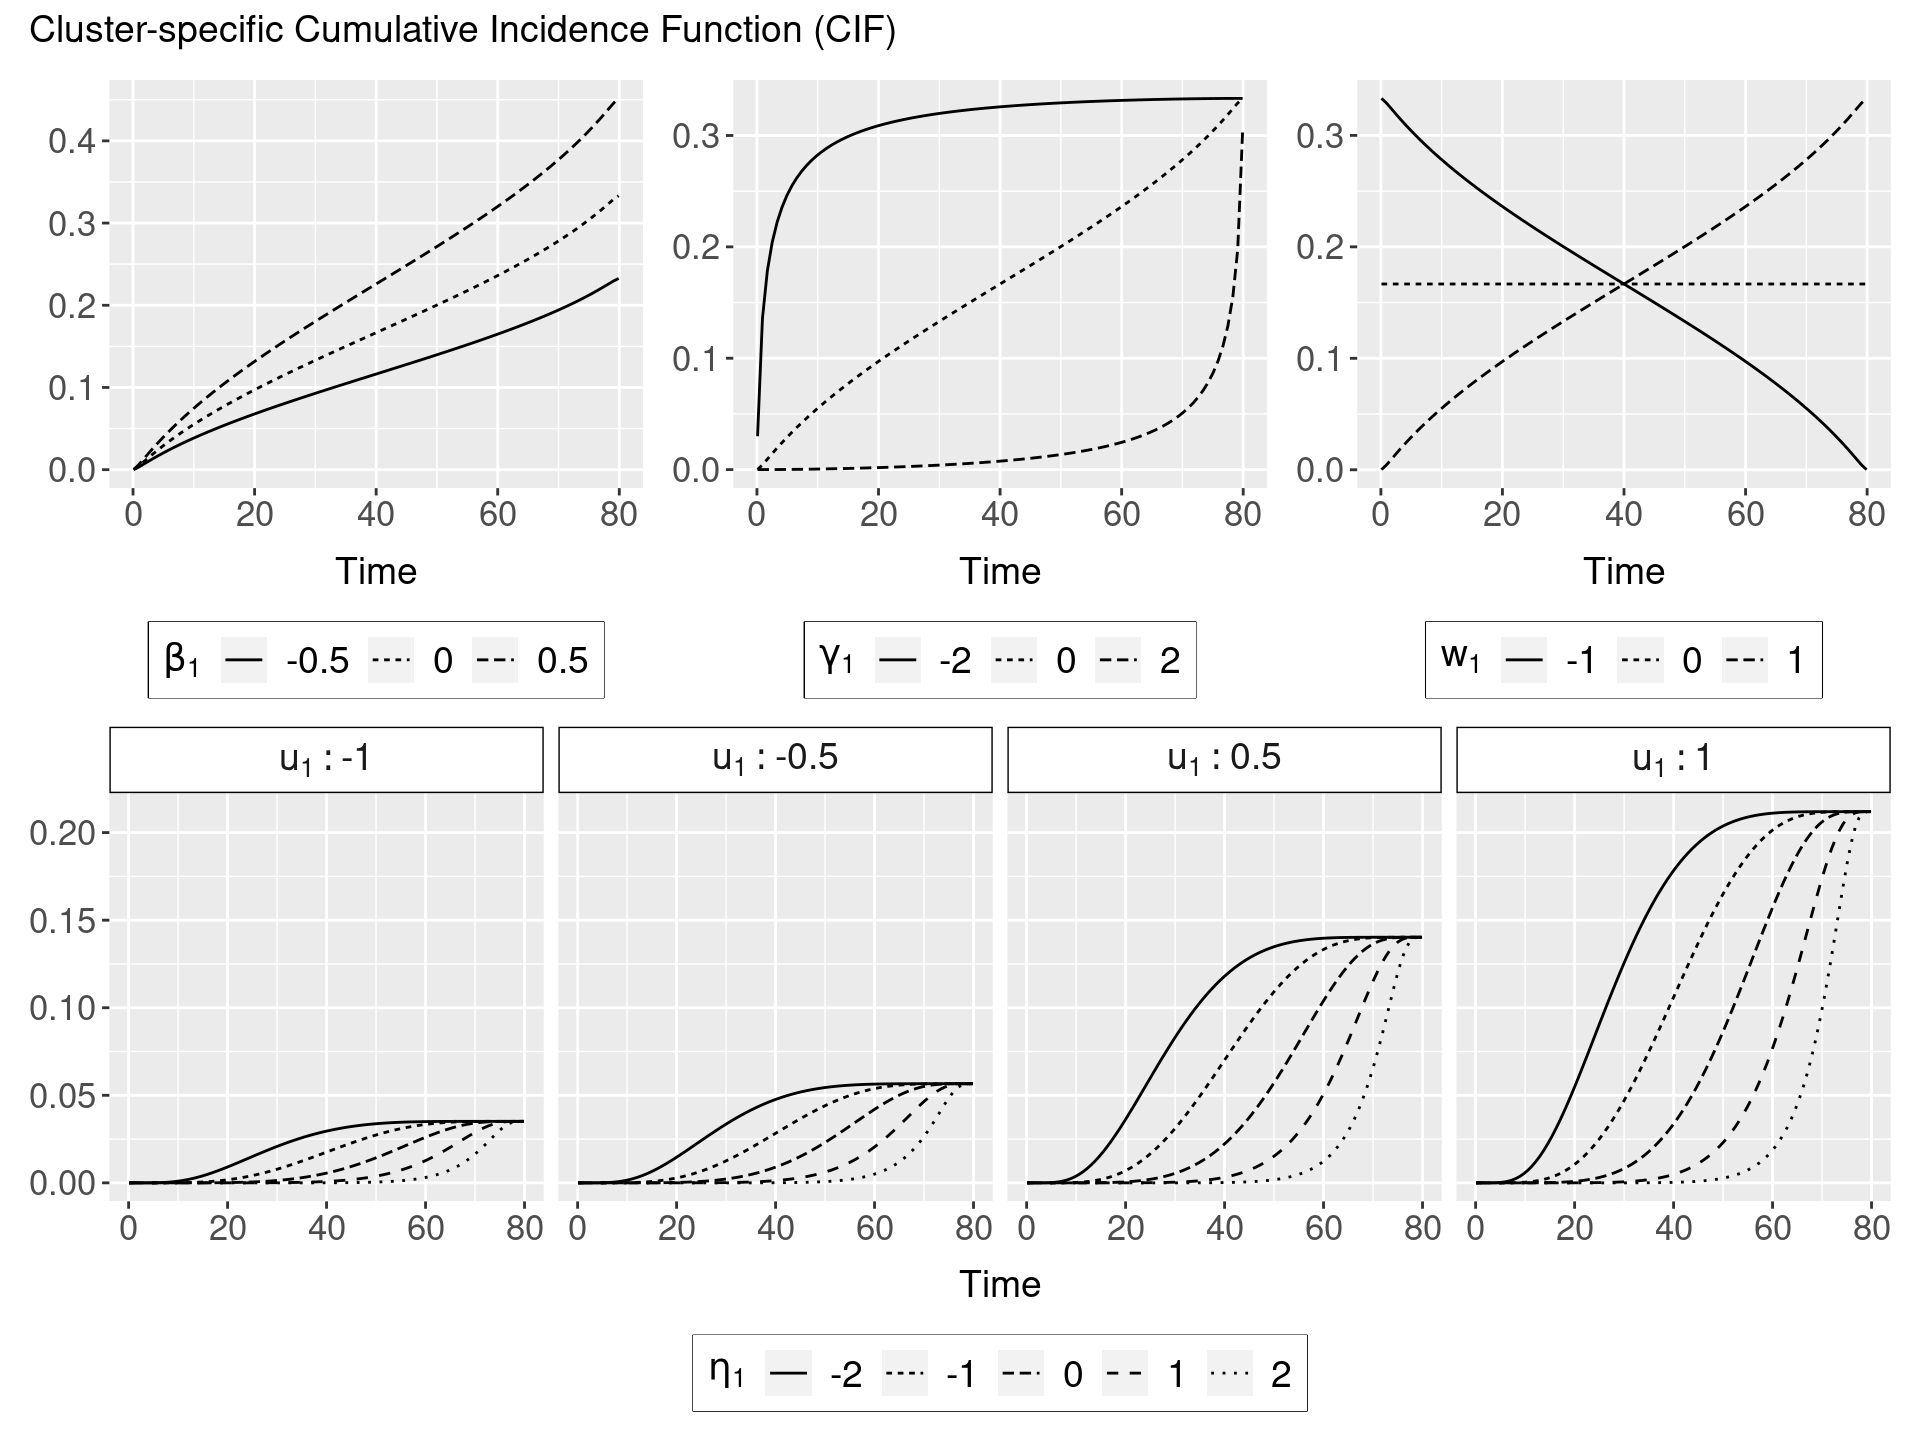 Cluster-specific Cumulative Incidence Function (CIF)
0.4
0.3
0.2
0.1
0.0
0 20 40 60 80
Time
β₁ -0.5 0 0.5
0.3
0.2
0.1
0.0
0 20 40 60 80
Time
γ₁ -2 0 2
0.3
0.2
0.1
0.0
0 20 40 60 80
Time
w₁ -1 0 1
u₁ : -1
u₁ : -0.5
u₁ : 0.5
u₁ : 1
0.20
0.15
0.10
0.05
0.00
0 20 40 60 80
0 20 40 60 80
0 20 40 60 80
0 20 40 60 80
Time
η₁ -2 -1 0 1 2